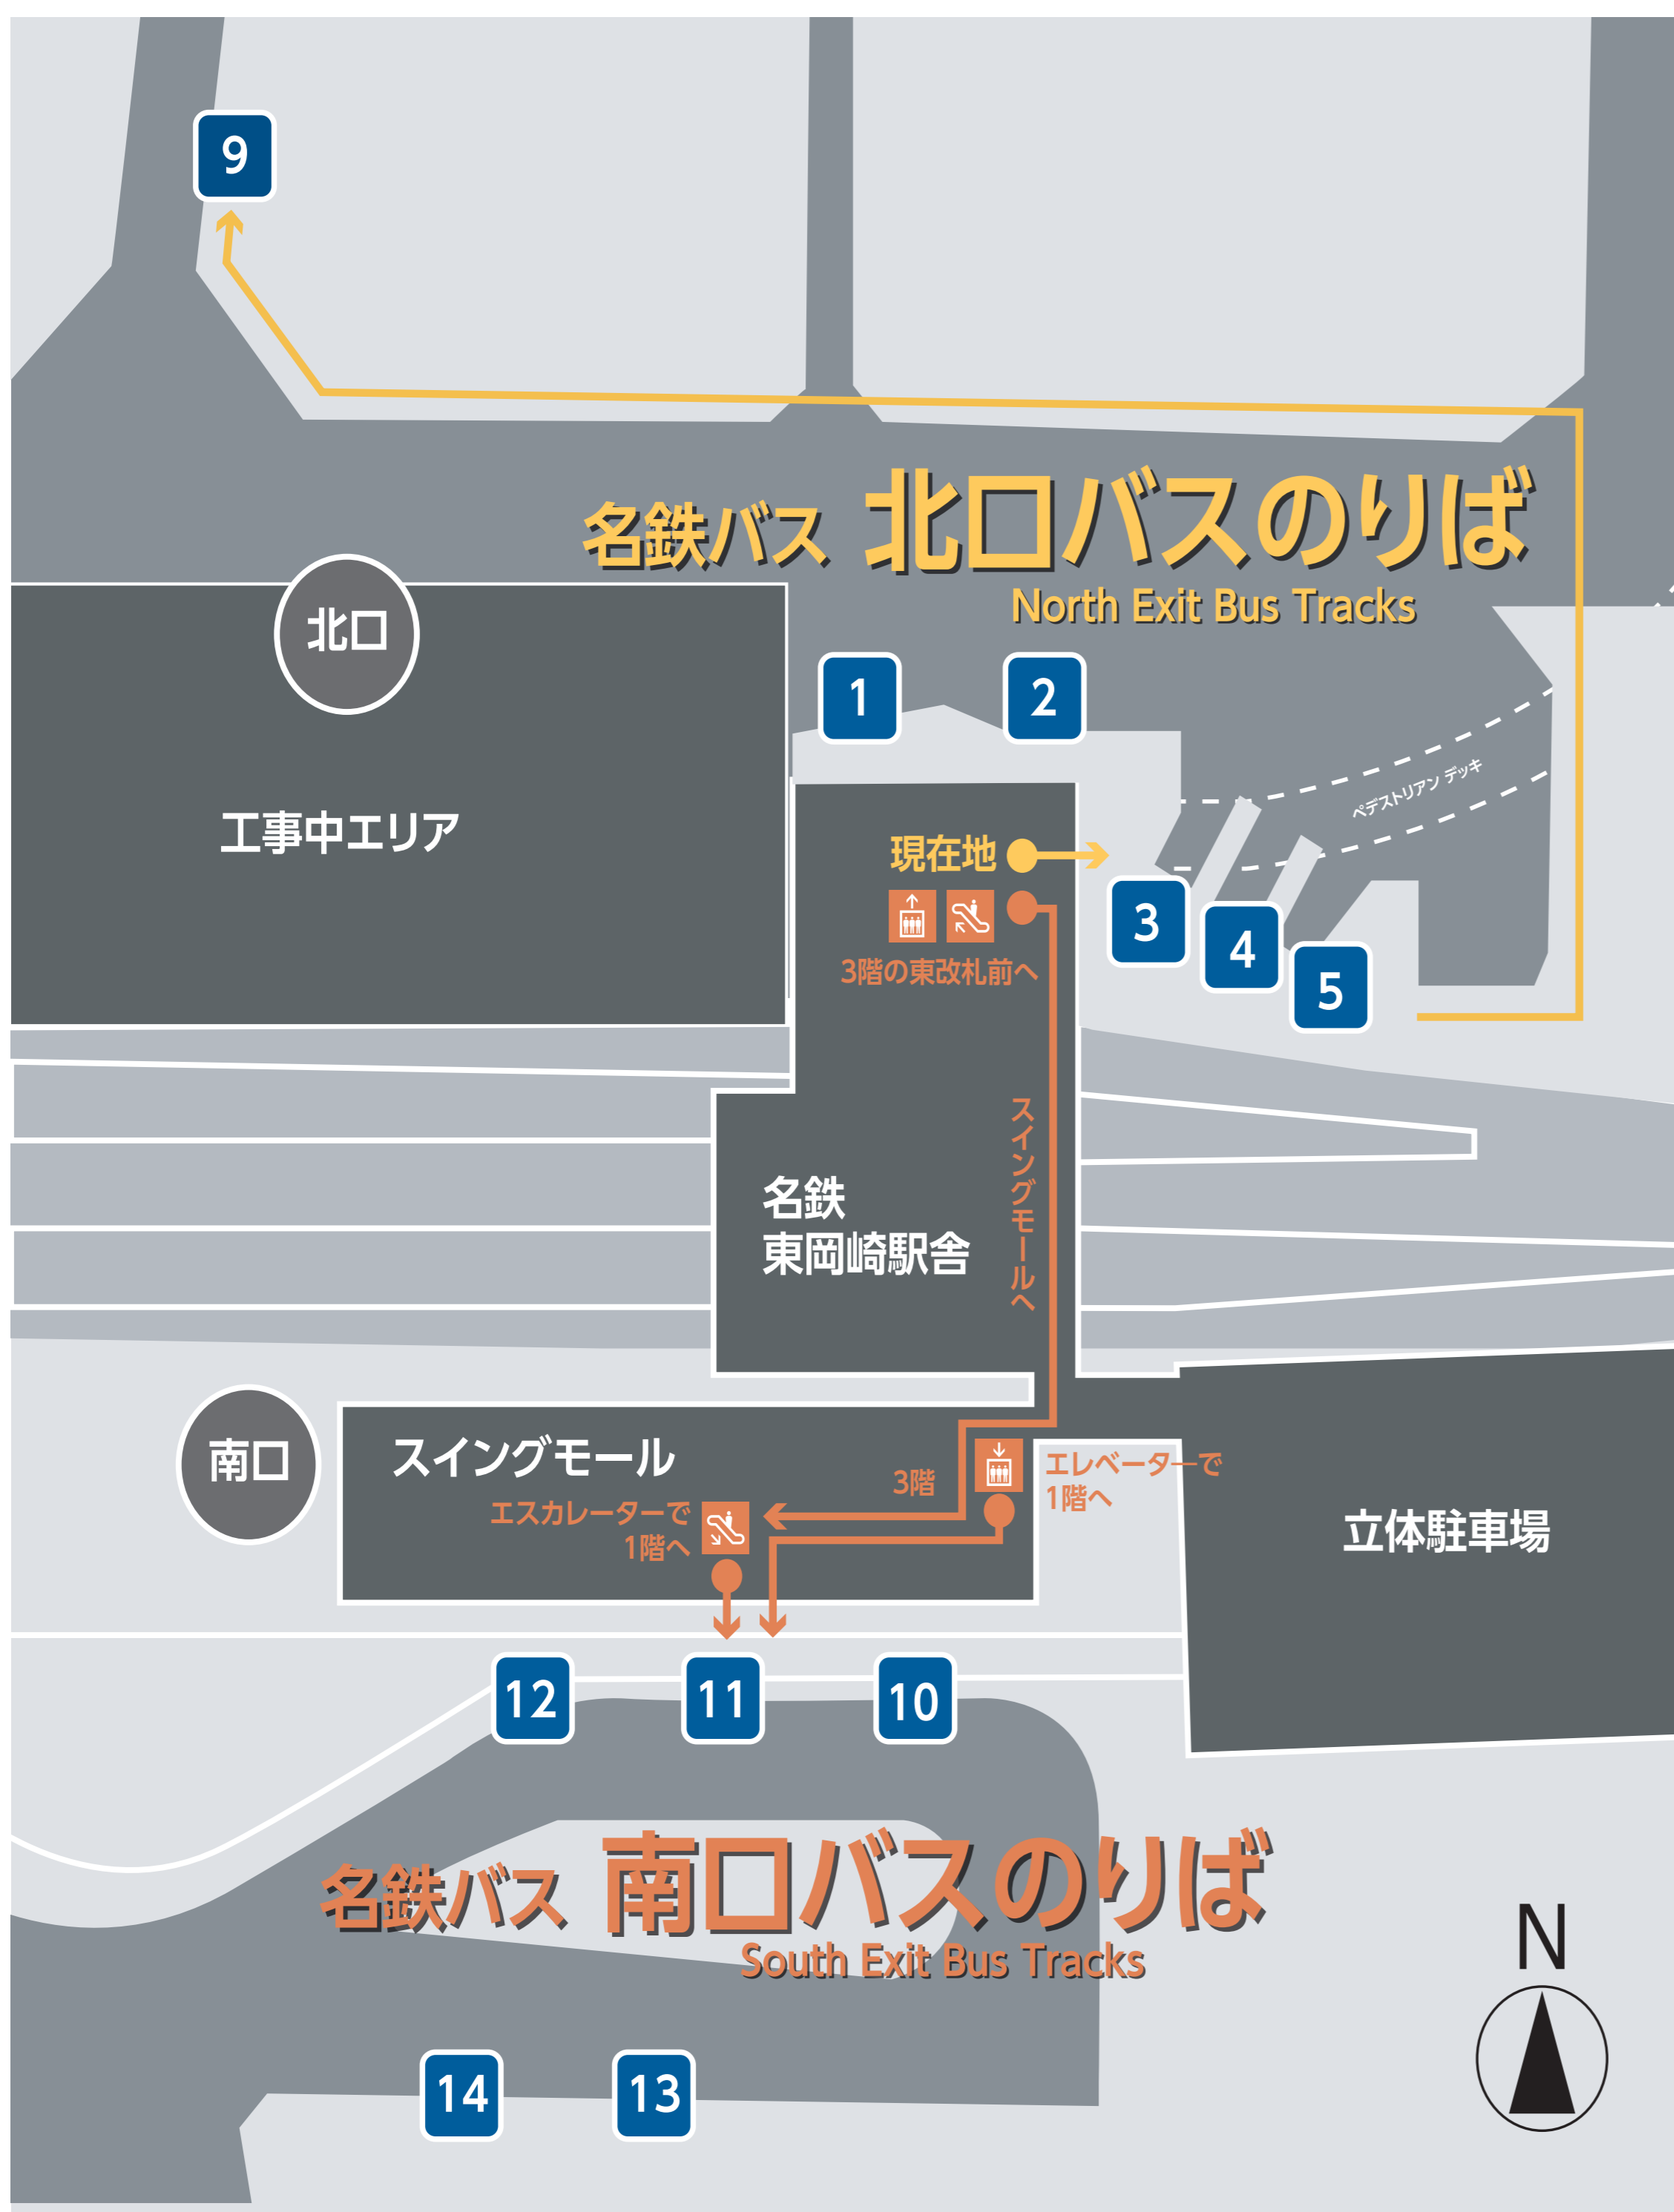 9
名鉄バス 北口バスのりば
North Exit Bus Tracks
北口
1
2
工事中エリア
ペデストリアン デッキ
現在地
3
4
5
3階の東改札前へ
スイングモールへ
名鉄
東岡崎駅舎
南口
スイングモール
エレベーターで
1階へ
3階
エスカレーターで
1階へ
立体駐車場
12
11
10
名鉄バス 南口バスのりば
South Exit Bus Tracks
N
14
13